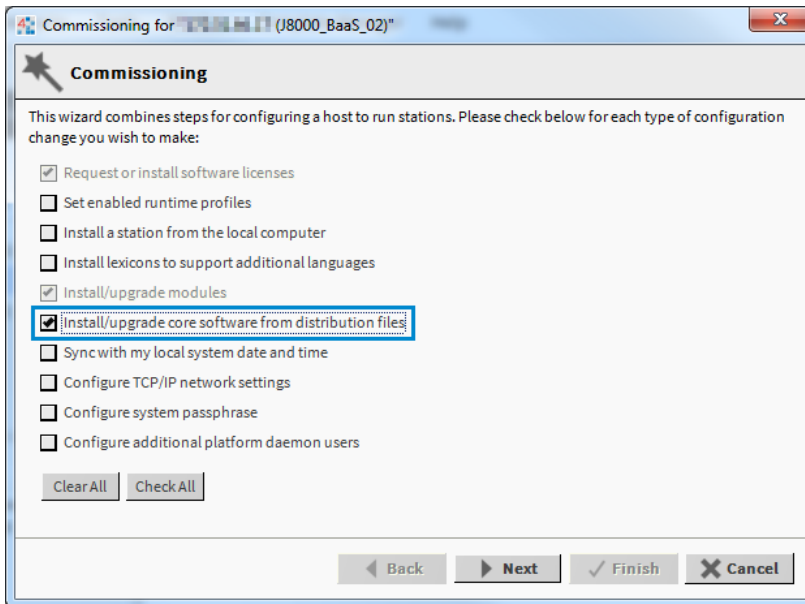 Commissioning for " (J8000_BaaS_02)"
Commissioning
This wizard combines steps for configuring a host to run stations. Please check below for each type of configuration
change you wish to make:
Request or install software licenses
Set enabled runtime profiles
Install a station from the local computer
Install lexicons to support additional languages
Install/upgrade modules
Install/upgrade core software from distribution files
Sync with my local system date and time
Configure TCP/IP network settings
Configure system passphrase
Configure additional platform daemon users
Clear All
Check All
Back
Next
Finish
Cancel